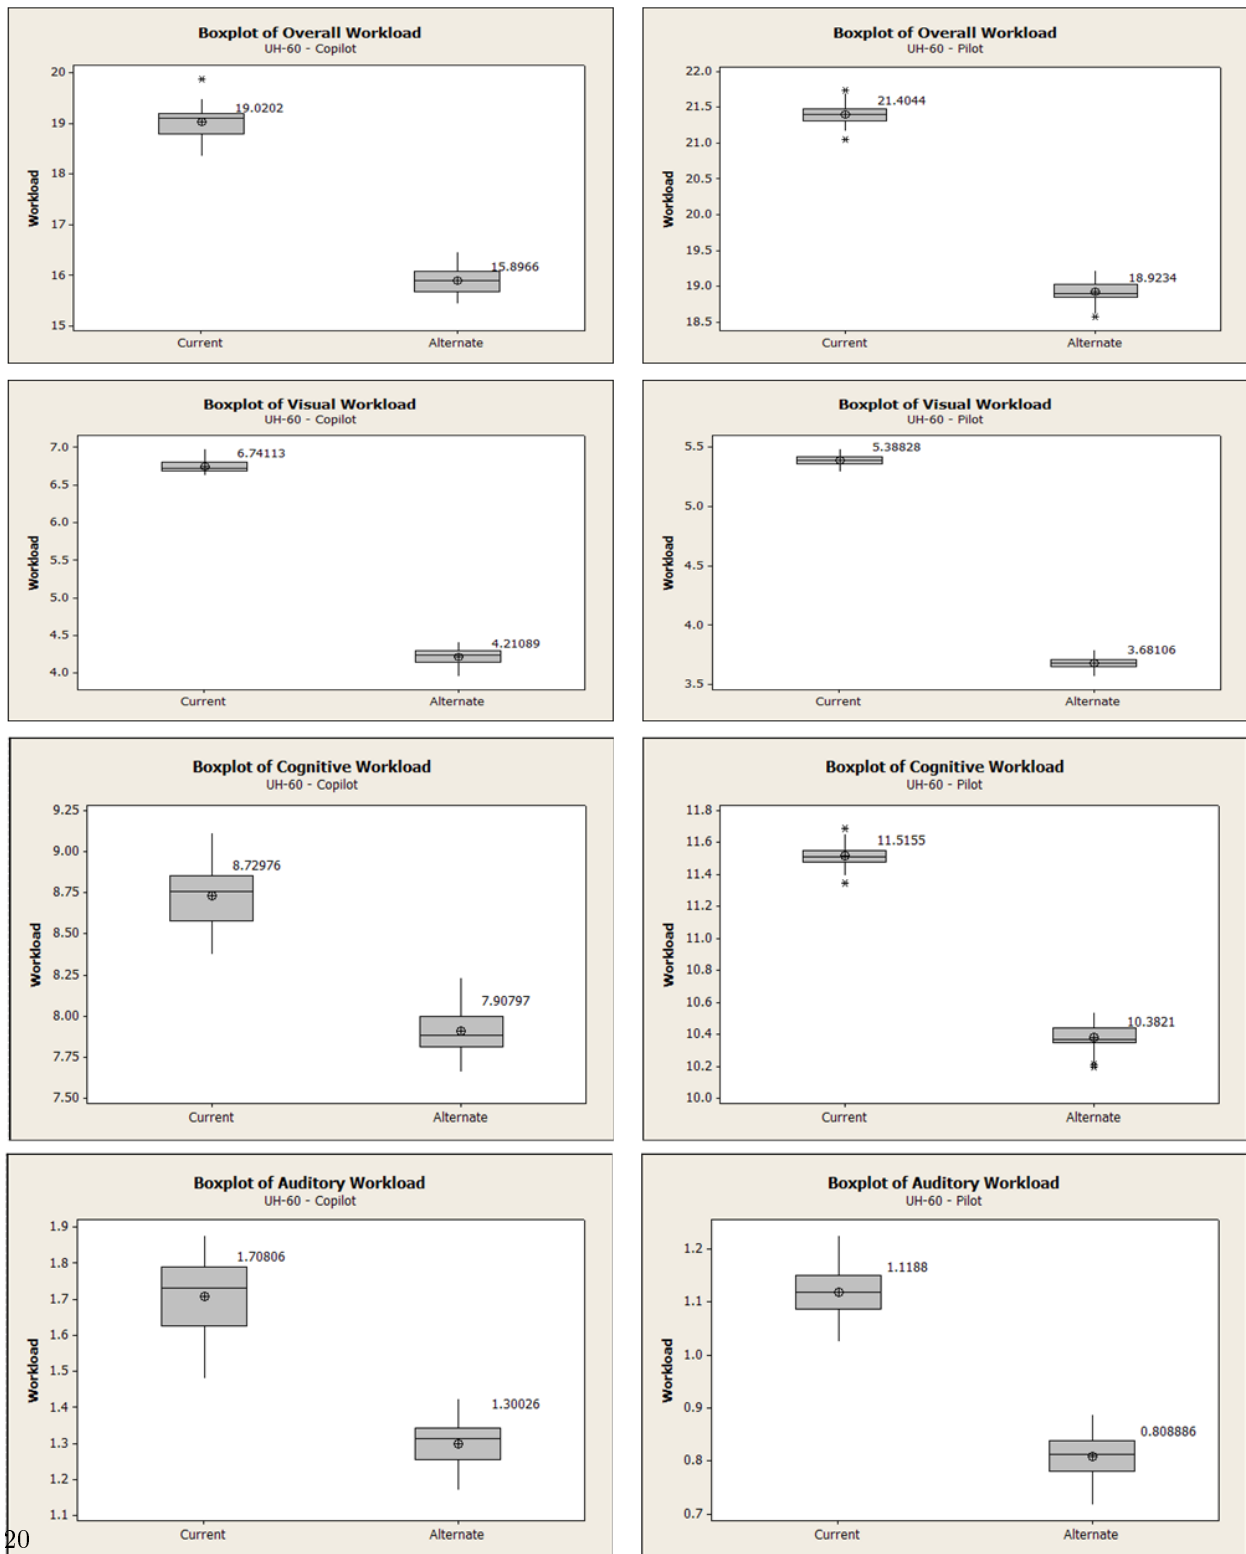 Boxplot of Overall Workload
UH-60 - Copilot
20
19
18
17
16
15
Workload
19.0202
15.8966
Current Alternate
Boxplot of Overall Workload
UH-60 - Pilot
22.0
21.5
21.0
20.5
20.0
19.5
19.0
18.5
Workload
21.4044
18.9234
Current Alternate
Boxplot of Visual Workload
UH-60 - Copilot
7.0
6.5
6.0
5.5
5.0
4.5
4.0
Workload
6.74113
4.21089
Current Alternate
Boxplot of Visual Workload
UH-60 - Pilot
5.5
5.0
4.5
4.0
3.5
Workload
5.38828
3.68106
Current Alternate
Boxplot of Cognitive Workload
UH-60 - Copilot
9.25
9.00
8.75
8.50
8.25
8.00
7.75
7.50
Workload
8.72976
7.90797
Current Alternate
Boxplot of Cognitive Workload
UH-60 - Pilot
11.8
11.6
11.4
11.2
11.0
10.8
10.6
10.4
10.2
10.0
Workload
11.5155
10.3821
Current Alternate
Boxplot of Auditory Workload
UH-60 - Copilot
1.9
1.8
1.7
1.6
1.5
1.4
1.3
1.2
1.1
Workload
1.70806
1.30026
Current Alternate
Boxplot of Auditory Workload
UH-60 - Pilot
1.2
1.1
1.0
0.9
0.8
0.7
Workload
1.1188
0.808886
Current Alternate
20